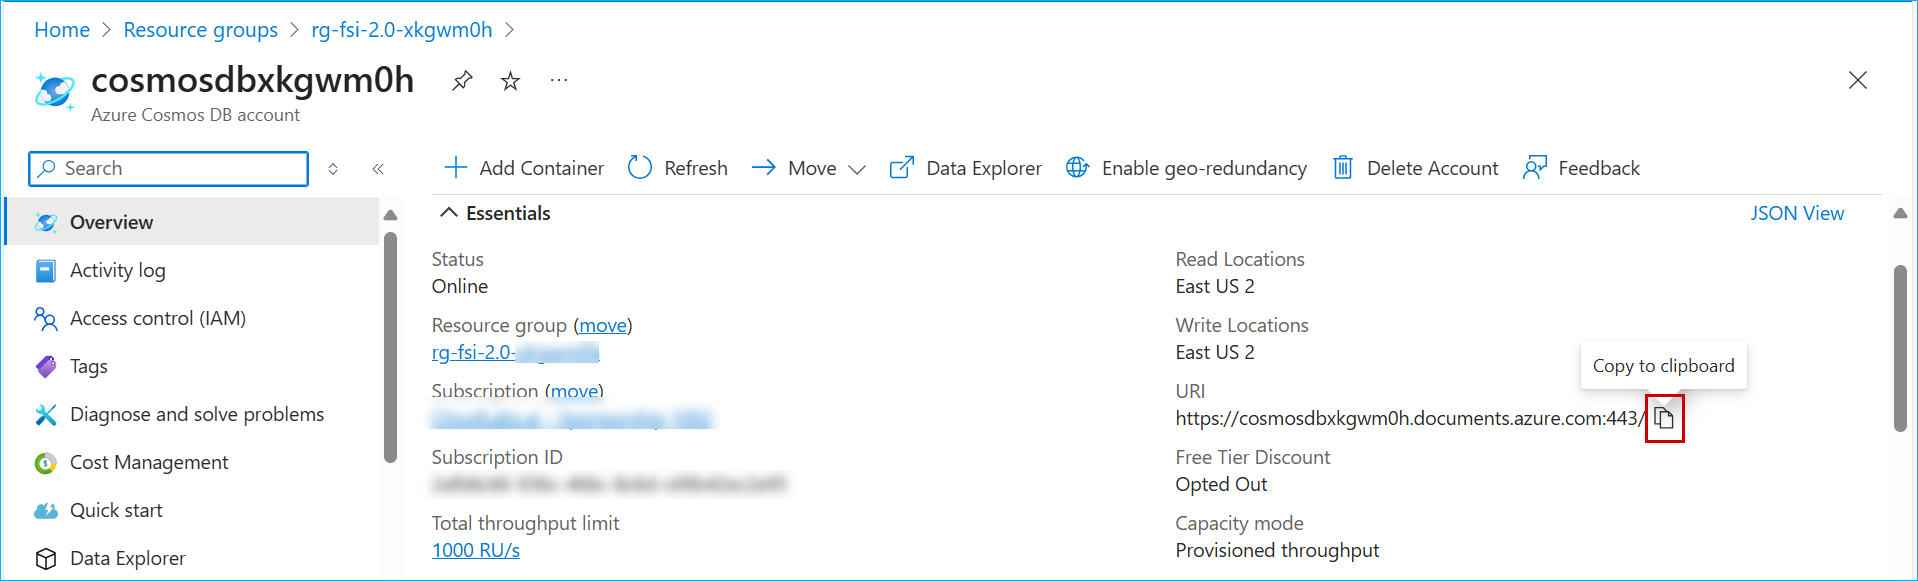 Home > Resource groups > rg-fsi-2.0-xkgwm0h >
cosmosdbxkgwm0h ...
Azure Cosmos DB account
Search
Add Container Refresh Move Data Explorer Enable geo-redundancy Delete Account Feedback
Overview
Activity log
Access control (IAM)
Tags
Diagnose and solve problems
Cost Management
Quick start
Data Explorer
Essentials
JSON View
Status
Online
Resource group (move)
rg-fsi-2.0-
Subscription (move)
Subscription ID
Total throughput limit
1000 RU/s
Read Locations
East US 2
Write Locations
East US 2
Copy to clipboard
URI
https://cosmosdbxkgwm0h.documents.azure.com:443/
Free Tier Discount
Opted Out
Capacity mode
Provisioned throughput